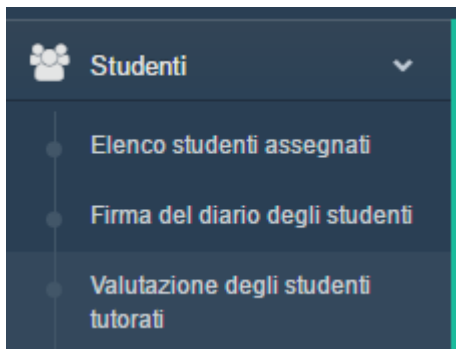 Studenti
Elenco studenti assegnati
Firma del diario degli studenti
Valutazione degli studenti
tutorati